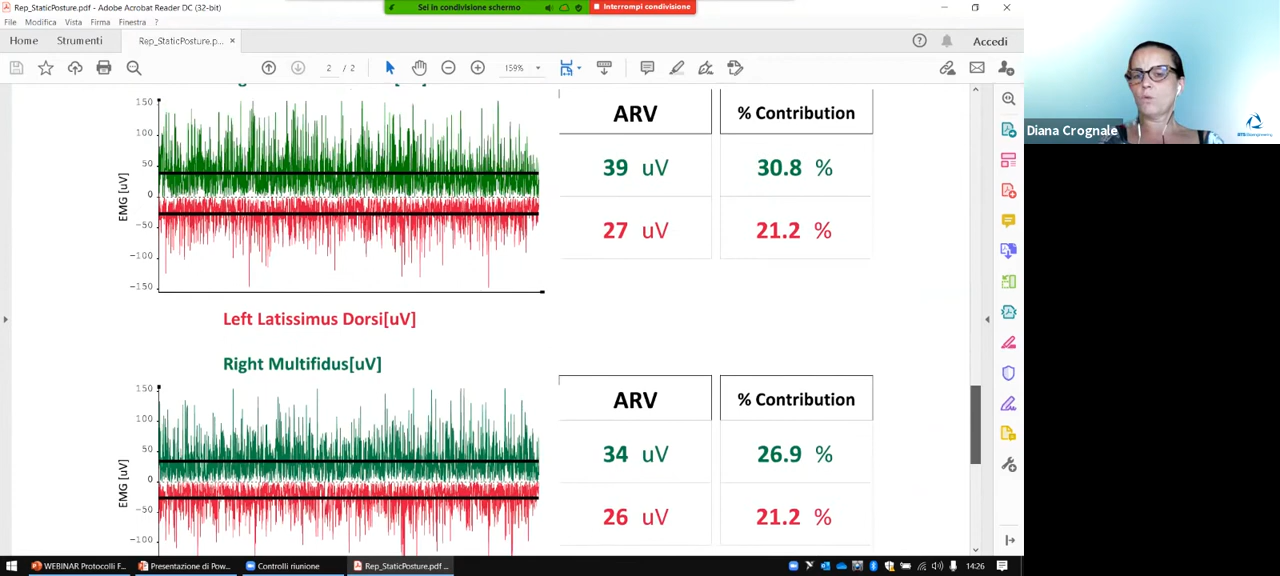 Rep_StaticPosture.pdf - Adobe Acrobat Reader DC (32-bit)
Sei in condivisione schermo
Interrompi condivisione
File Modifica Vista Firma Finestra ?
Home Strumenti Rep_StaticPosture.p... ×
Accedi
2 / 2
159%
150
100
50
0
−50
−100
−150
EMG [uV]
ARV % Contribution
39 uV 30.8 %
27 uV 21.2 %
Left Latissimus Dorsi[uV]
Right Multifidus[uV]
150
100
50
0
−50
−100
EMG [uV]
ARV % Contribution
34 uV 26.9 %
26 uV 21.2 %
Diana Crognale
WEBINAR Protocolli F...
Presentazione di Pow...
Controlli riunione
Rep_StaticPosture.pdf ...
14:26